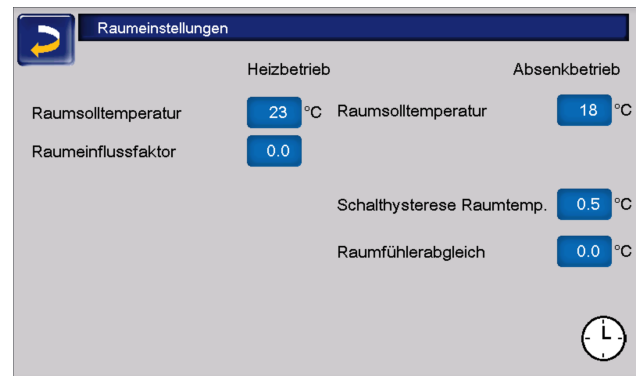 Raumeinstellungen
Heizbetrieb Absenkbetrieb
Raumsolltemperatur 23 °C Raumsolltemperatur 18 °C
Raumeinflussfaktor 0.0
Schalthysterese Raumtemp. 0.5 °C
Raumfühlerabgleich 0.0 °C